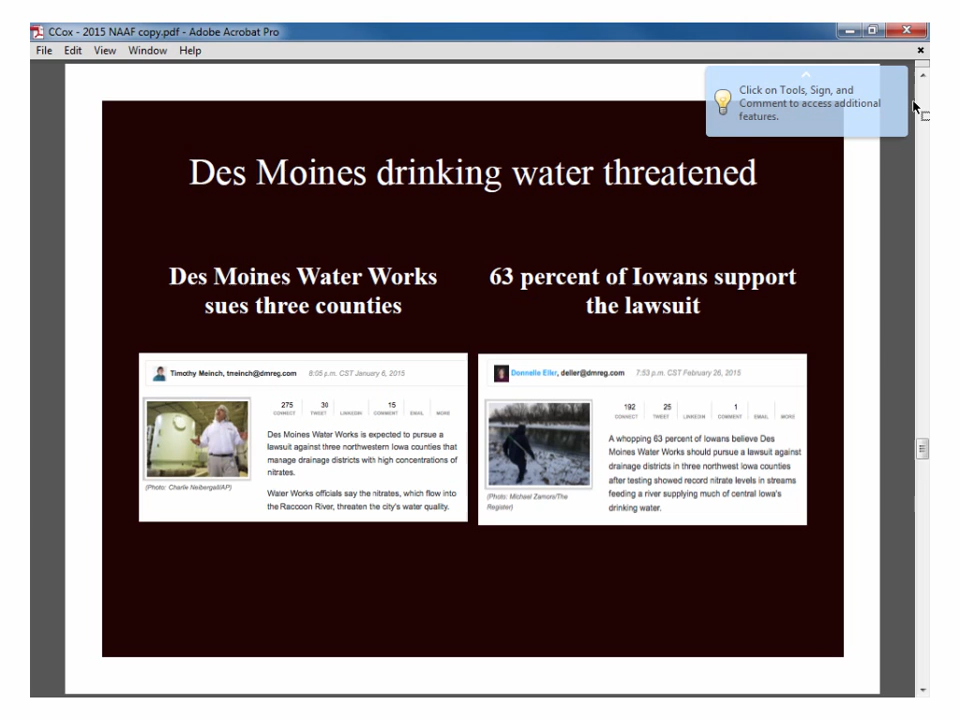 CCox - 2015 NAAF copy.pdf - Adobe Acrobat Pro
File Edit View Window Help
Click on Tools, Sign, and
Comment to access additional
features.
Des Moines drinking water threatened
Des Moines Water Works
sues three counties
63 percent of Iowans support
the lawsuit
Timothy Meinch, tmeinch@dmreg.com 8:05 p.m. CST January 6, 2015
275 30 15
CONNECT TWEET LINKEDIN COMMENT EMAIL MORE
Des Moines Water Works is expected to pursue a
lawsuit against three northwestern Iowa counties that
manage drainage districts with high concentrations of
nitrates.
Water Works officials say the nitrates, which flow into
the Raccoon River, threaten the city's water quality.
(Photo: Charlie Neibergall/AP)
Donnelle Eller, deller@dmreg.com 7:53 p.m. CST February 26, 2015
192 25 1
CONNECT TWEET LINKEDIN COMMENT EMAIL MORE
A whopping 63 percent of Iowans believe Des
Moines Water Works should pursue a lawsuit against
drainage districts in three northwest Iowa counties
after testing showed record nitrate levels in streams
feeding a river supplying much of central Iowa's
drinking water.
(Photo: Michael Zamora/The
Register)